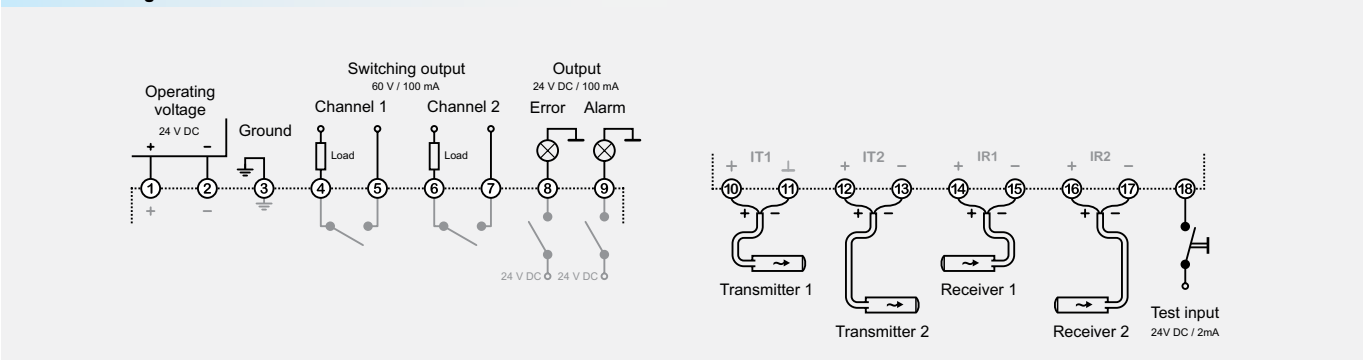 Switching output
60 V / 100 mA
Output
24 V DC / 100 mA
Operating
voltage
24 V DC
Ground
Channel 1
Channel 2
Error
Alarm
+
−
Load
Load
1
2
3
4
5
6
7
8
9
+
−
24 V DC
24 V DC
IT1
IT2
IR1
IR2
+
+
−
+
−
+
−
10
11
12
13
14
15
16
17
18
+
−
+
−
+
−
+
−
Transmitter 1
Transmitter 2
Receiver 1
Receiver 2
Test input
24V DC / 2mA